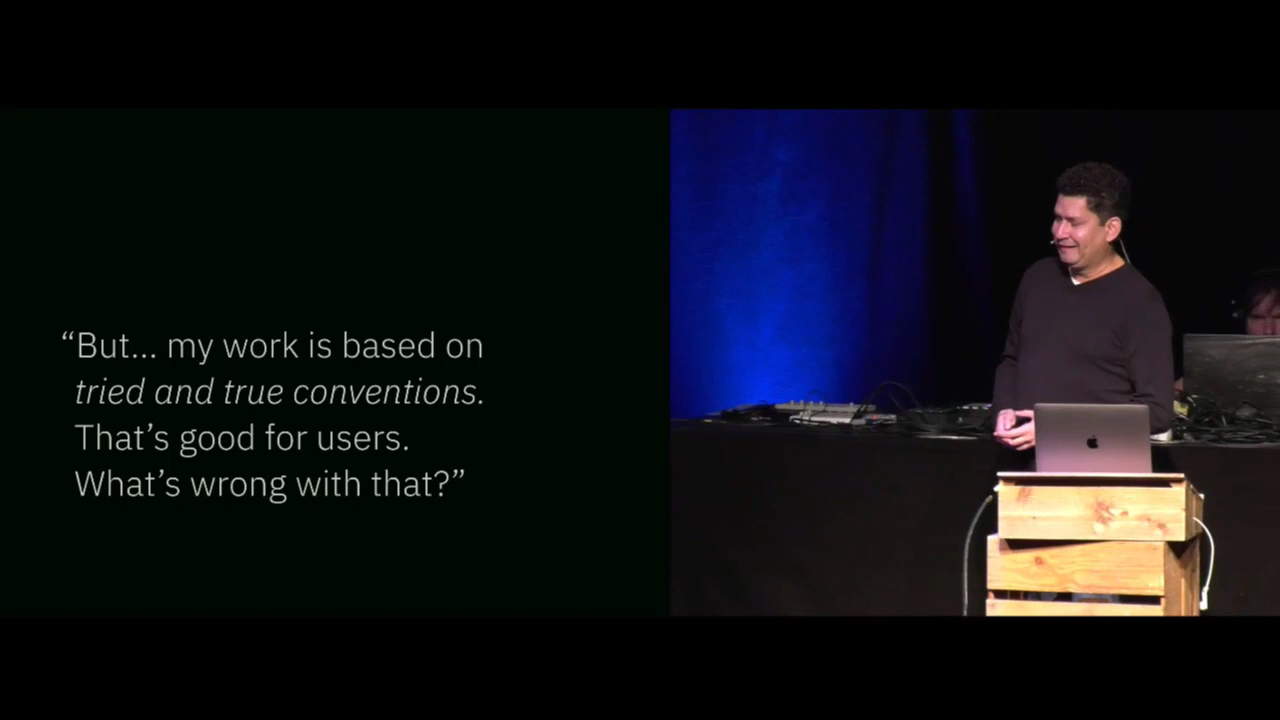 “But... my work is based on
tried and true conventions.
That’s good for users.
What’s wrong with that?”